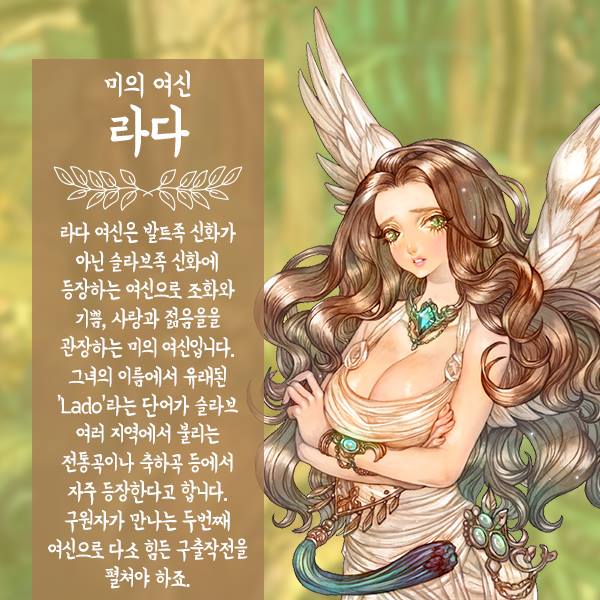 미의 여신
라다
라다 여신은 발트족 신화가
아닌 슬라브족 신화에
등장하는 여신으로 조화와
기쁨, 사랑과 젊음을을
관장하는 미의 여신입니다.
그녀의 이름에서 유래된
'Lado'라는 단어가 슬라브
여러 지역에서 불리는
전통곡이나 축하곡 등에서
자주 등장한다고 합니다.
구원자가 만나는 두번째
여신으로 다소 힘든 구출작전을
펼쳐야 하죠.